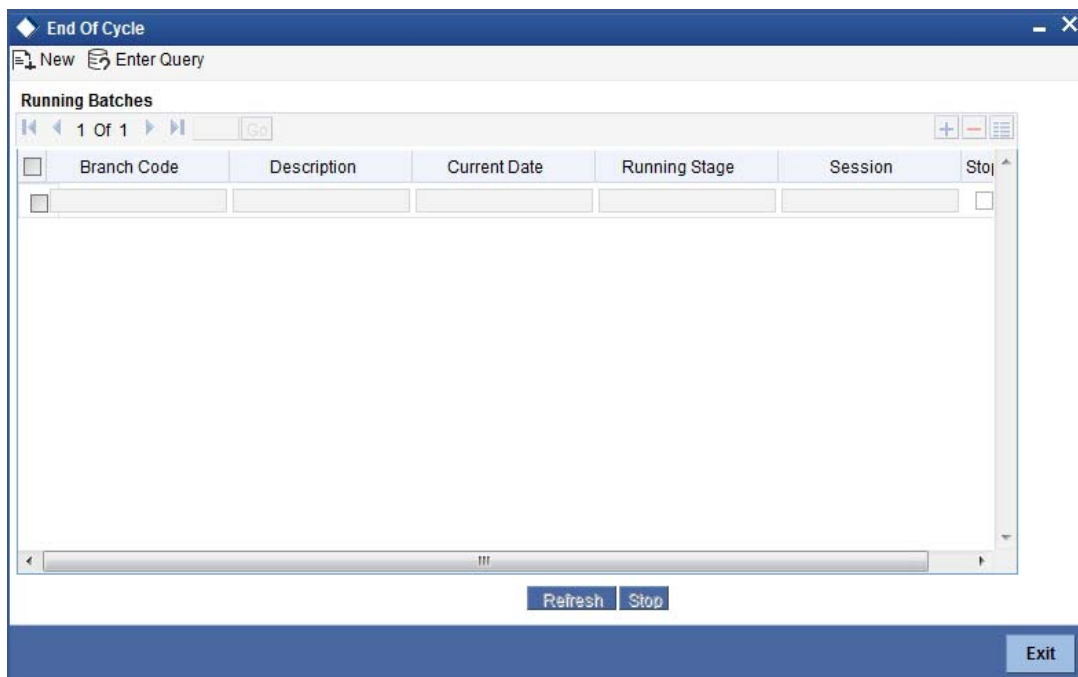 End Of Cycle
New Enter Query
Running Batches
1 Of 1 Go
Branch Code Description Current Date Running Stage Session Stop
Refresh Stop
Exit